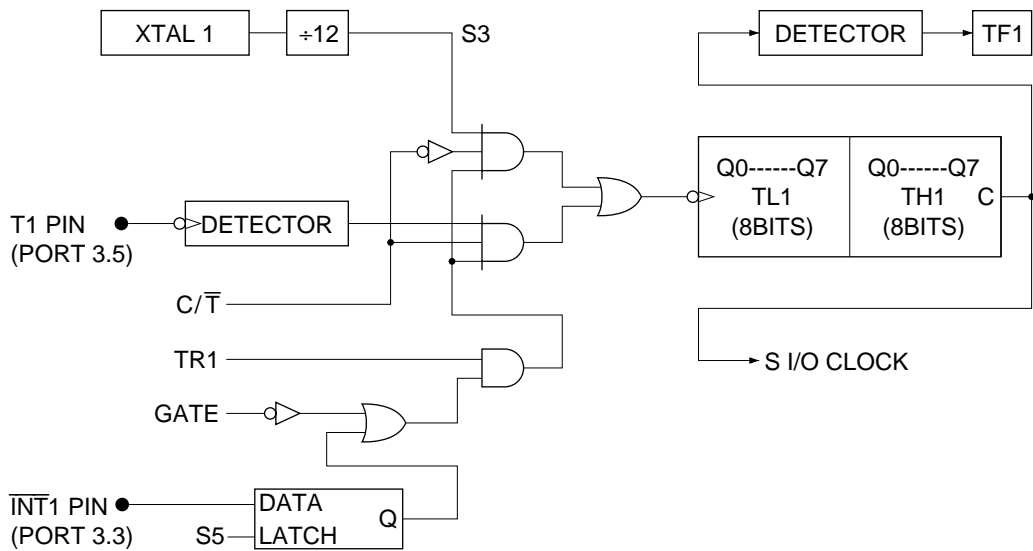 XTAL 1
÷12
S3
DETECTOR
TF1
Q0------Q7
TL1
(8BITS)
Q0------Q7
TH1
(8BITS)
C
T1 PIN
(PORT 3.5)
DETECTOR
C/T̅
TR1
S I/O CLOCK
GATE
I̅N̅T̅1 PIN
(PORT 3.3)
DATA
Q
S5
LATCH